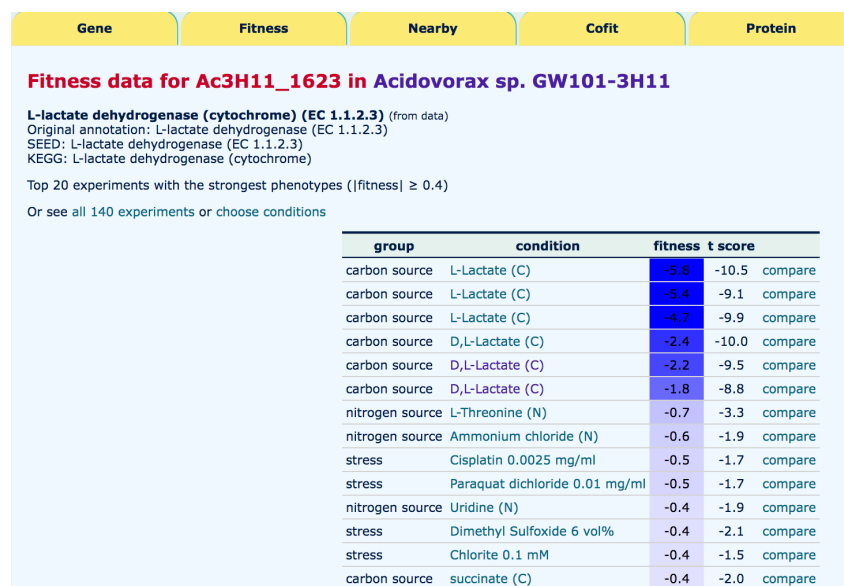 Gene Fitness Nearby Cofit Protein
Fitness data for Ac3H11_1623 in Acidovorax sp. GW101-3H11
L-lactate dehydrogenase (cytochrome) (EC 1.1.2.3) (from data)
Original annotation: L-lactate dehydrogenase (EC 1.1.2.3)
SEED: L-lactate dehydrogenase (EC 1.1.2.3)
KEGG: L-lactate dehydrogenase (cytochrome)
Top 20 experiments with the strongest phenotypes (|fitness| ≥ 0.4)
Or see all 140 experiments or choose conditions
group condition fitness t score
carbon source L-Lactate (C) -5.8 -10.5 compare
carbon source L-Lactate (C) -5.4 -9.1 compare
carbon source L-Lactate (C) -4.7 -9.9 compare
carbon source D,L-Lactate (C) -2.4 -10.0 compare
carbon source D,L-Lactate (C) -2.2 -9.5 compare
carbon source D,L-Lactate (C) -1.8 -8.8 compare
nitrogen source L-Threonine (N) -0.7 -3.3 compare
nitrogen source Ammonium chloride (N) -0.6 -1.9 compare
stress Cisplatin 0.0025 mg/ml -0.5 -1.7 compare
stress Paraquat dichloride 0.01 mg/ml -0.5 -1.7 compare
nitrogen source Uridine (N) -0.4 -1.9 compare
stress Dimethyl Sulfoxide 6 vol% -0.4 -2.1 compare
stress Chlorite 0.1 mM -0.4 -1.5 compare
carbon source succinate (C) -0.4 -2.0 compare